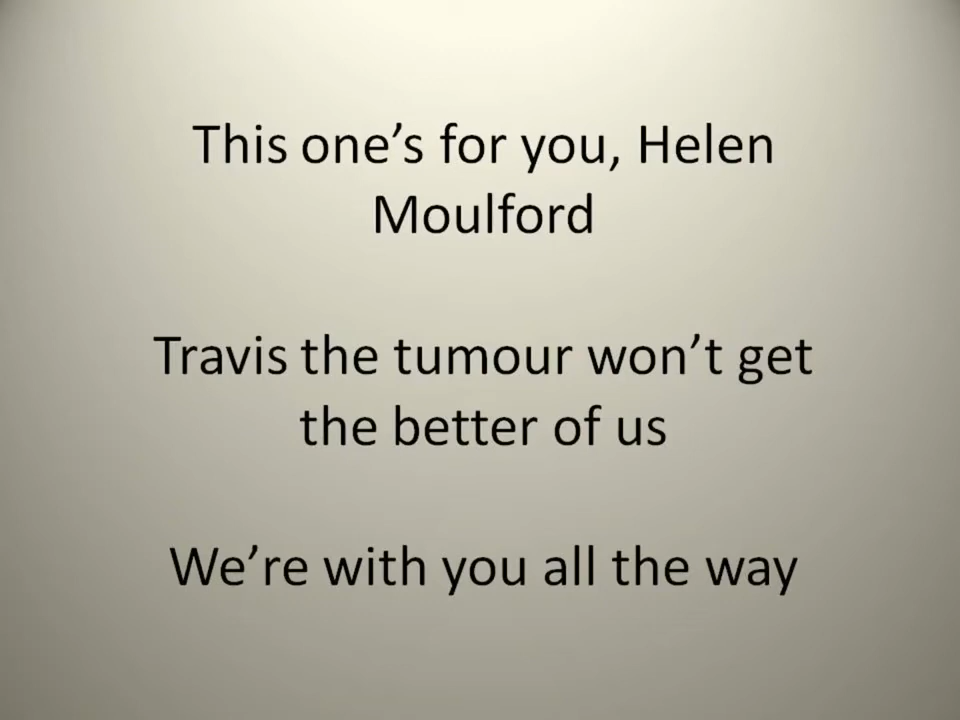 This one’s for you, Helen
Moulford
Travis the tumour won’t get
the better of us
We’re with you all the way